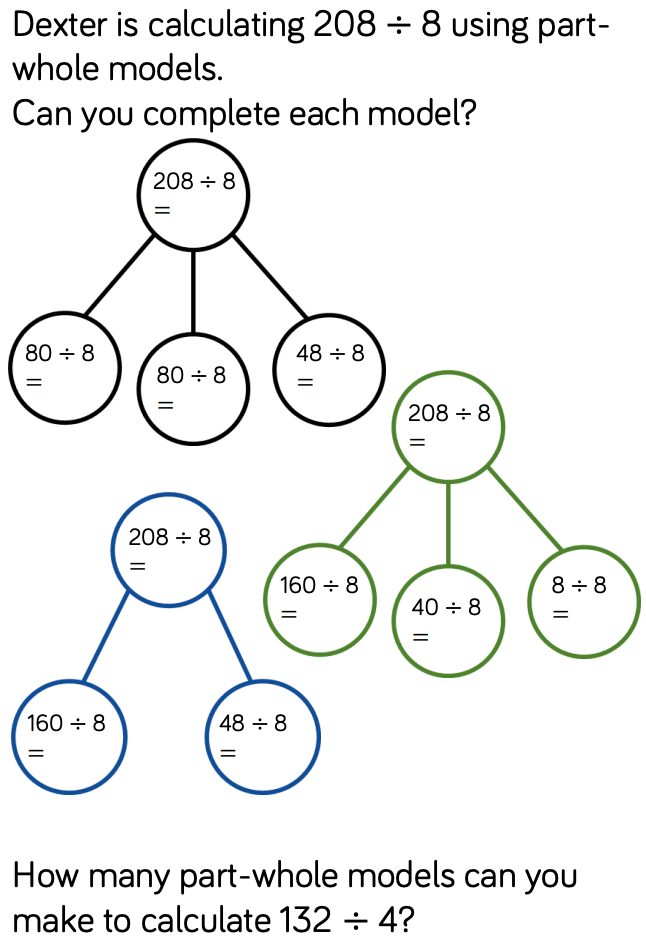 Dexter is calculating 208 ÷ 8 using part-
whole models.
Can you complete each model?
208 ÷ 8
=
80 ÷ 8
=
80 ÷ 8
=
48 ÷ 8
=
208 ÷ 8
=
160 ÷ 8
=
40 ÷ 8
=
8 ÷ 8
=
208 ÷ 8
=
160 ÷ 8
=
48 ÷ 8
=
How many part-whole models can you
make to calculate 132 ÷ 4?